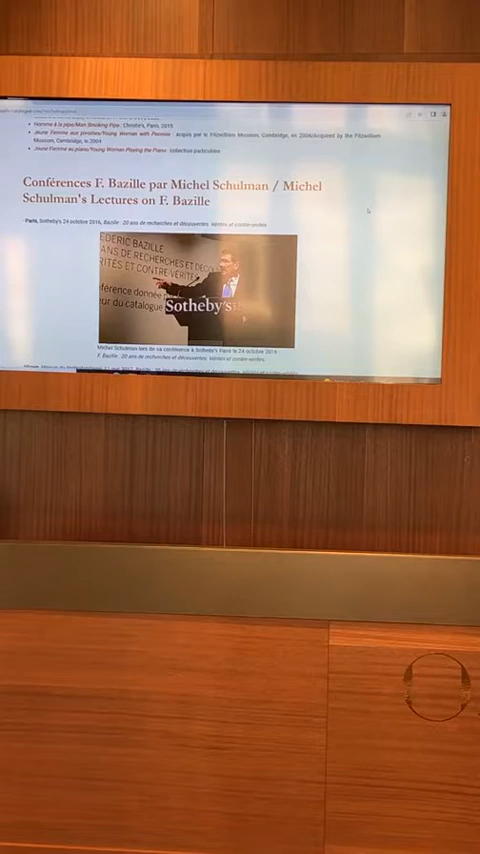 Homme à la pipe/Man Smoking Pipe : Christie's, Paris, 2015
Jeune Femme aux pivoines/Young Woman with Peonies : Acquis par le Fitzwilliam Museum, Cambridge, en 2006/Acquired by the Fitzwilliam
Museum, Cambridge, in 2004
Jeune Femme au piano/Young Woman Playing the Piano : collection particulière
Conférences F. Bazille par Michel Schulman / Michel
Schulman's Lectures on F. Bazille
- Paris, Sotheby's 24 octobre 2016, Bazille : 20 ans de recherches et découvertes. Vérités et contre-vérités.
ÉDÉRIC BAZILLE
ANS DE RECHERCHES ET DÉCOU
RITÉS ET CONTRE-VÉRITÉ
férence donnée
ur du catalogue
Sotheby's
Michel Schulman lors de sa conférence à Sotheby's Paris le 24 octobre 2016
F. Bazille : 20 ans de recherches et découvertes. Vérités et contre-vérités.